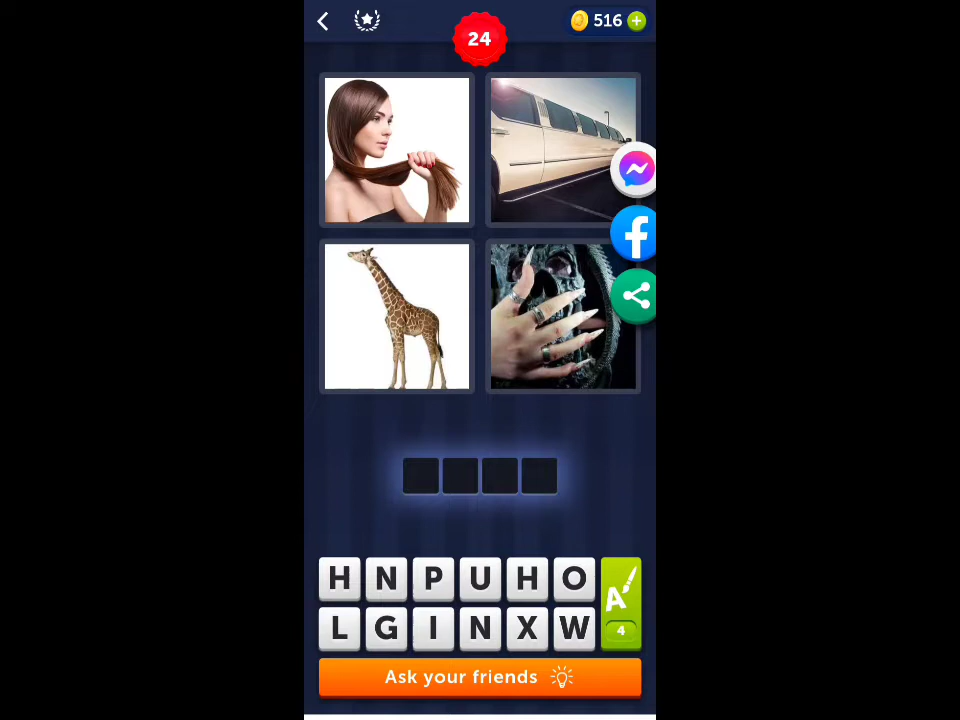 24
516
H N P U H O
L G I N X W
A
4
Ask your friends